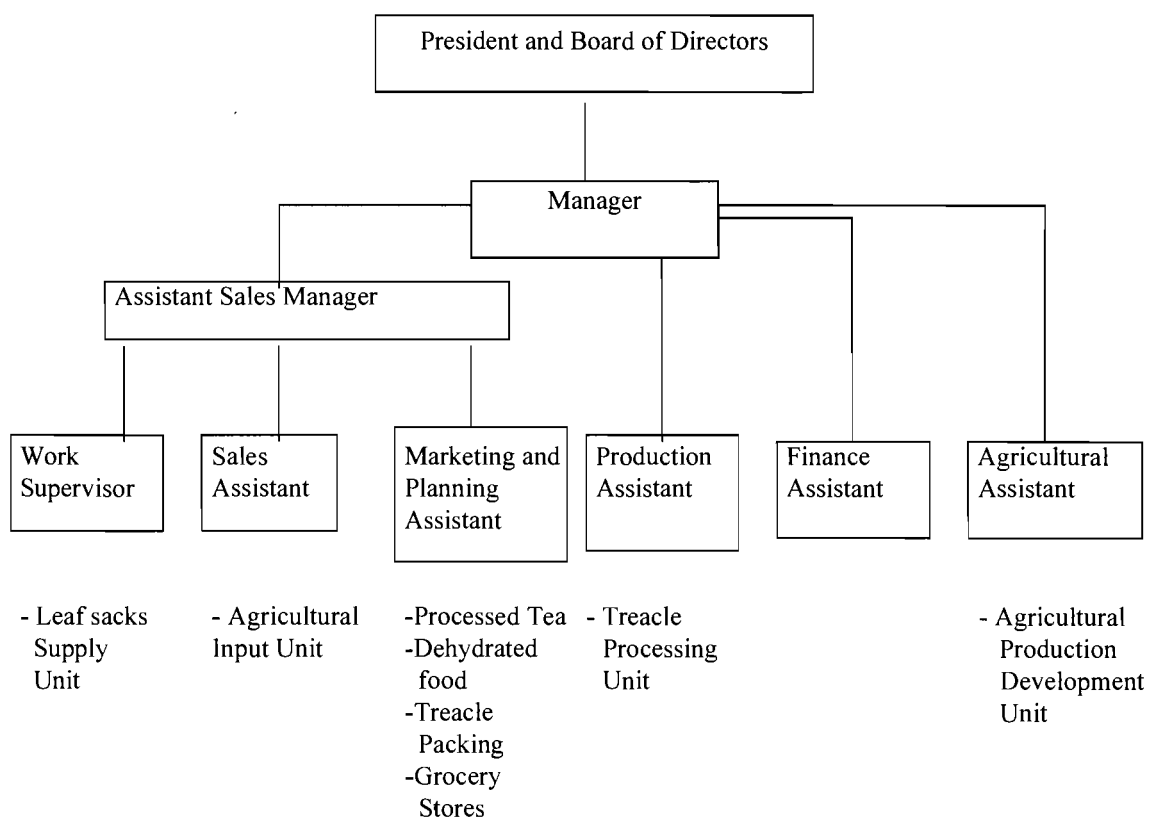 President and Board of Directors
Manager
Assistant Sales Manager
Work
Supervisor
Sales
Assistant
Marketing and
Planning
Assistant
Production
Assistant
Finance
Assistant
Agricultural
Assistant
- Leaf sacks
Supply
Unit
- Agricultural
Input Unit
-Processed Tea
-Dehydrated
food
-Treacle
Packing
-Grocery
Stores
- Treacle
Processing
Unit
- Agricultural
Production
Development
Unit